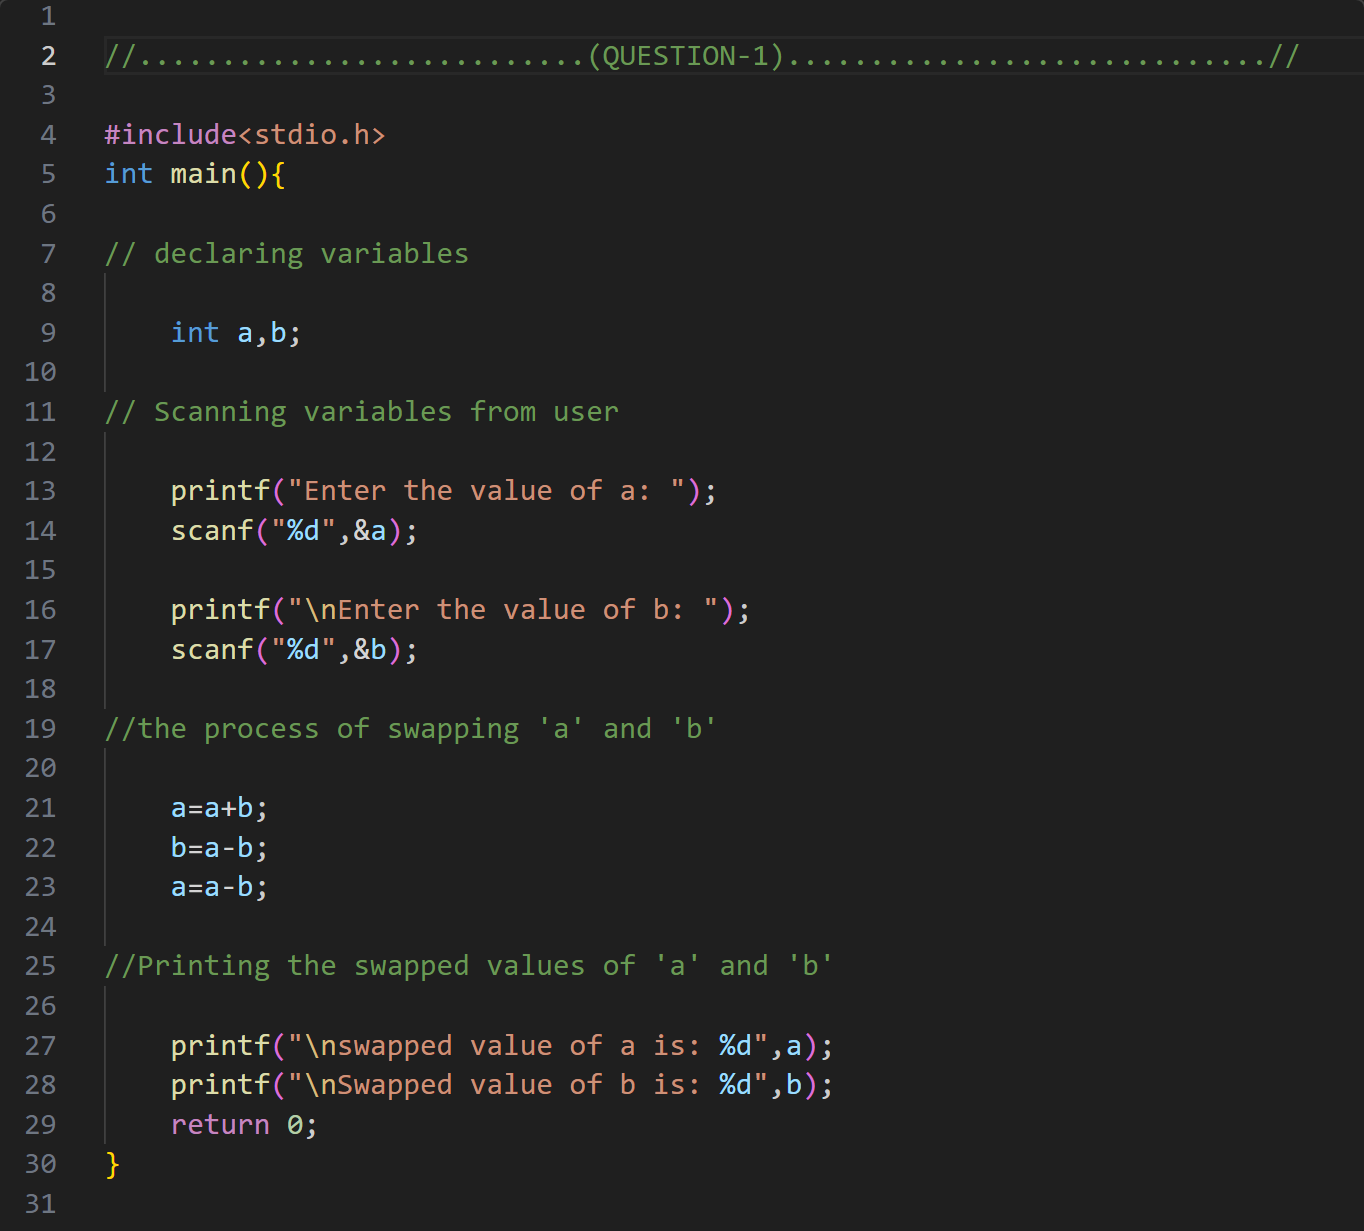 1
2 //...........................(QUESTION-1).............................//
3
4 #include<stdio.h>
5 int main(){
6
7 // declaring variables
8
9     int a,b;
10
11 // Scanning variables from user
12
13     printf("Enter the value of a: ");
14     scanf("%d",&a);
15
16     printf("\nEnter the value of b: ");
17     scanf("%d",&b);
18
19 //the process of swapping 'a' and 'b'
20
21     a=a+b;
22     b=a-b;
23     a=a-b;
24
25 //Printing the swapped values of 'a' and 'b'
26
27     printf("\nswapped value of a is: %d",a);
28     printf("\nSwapped value of b is: %d",b);
29     return 0;
30 }
31